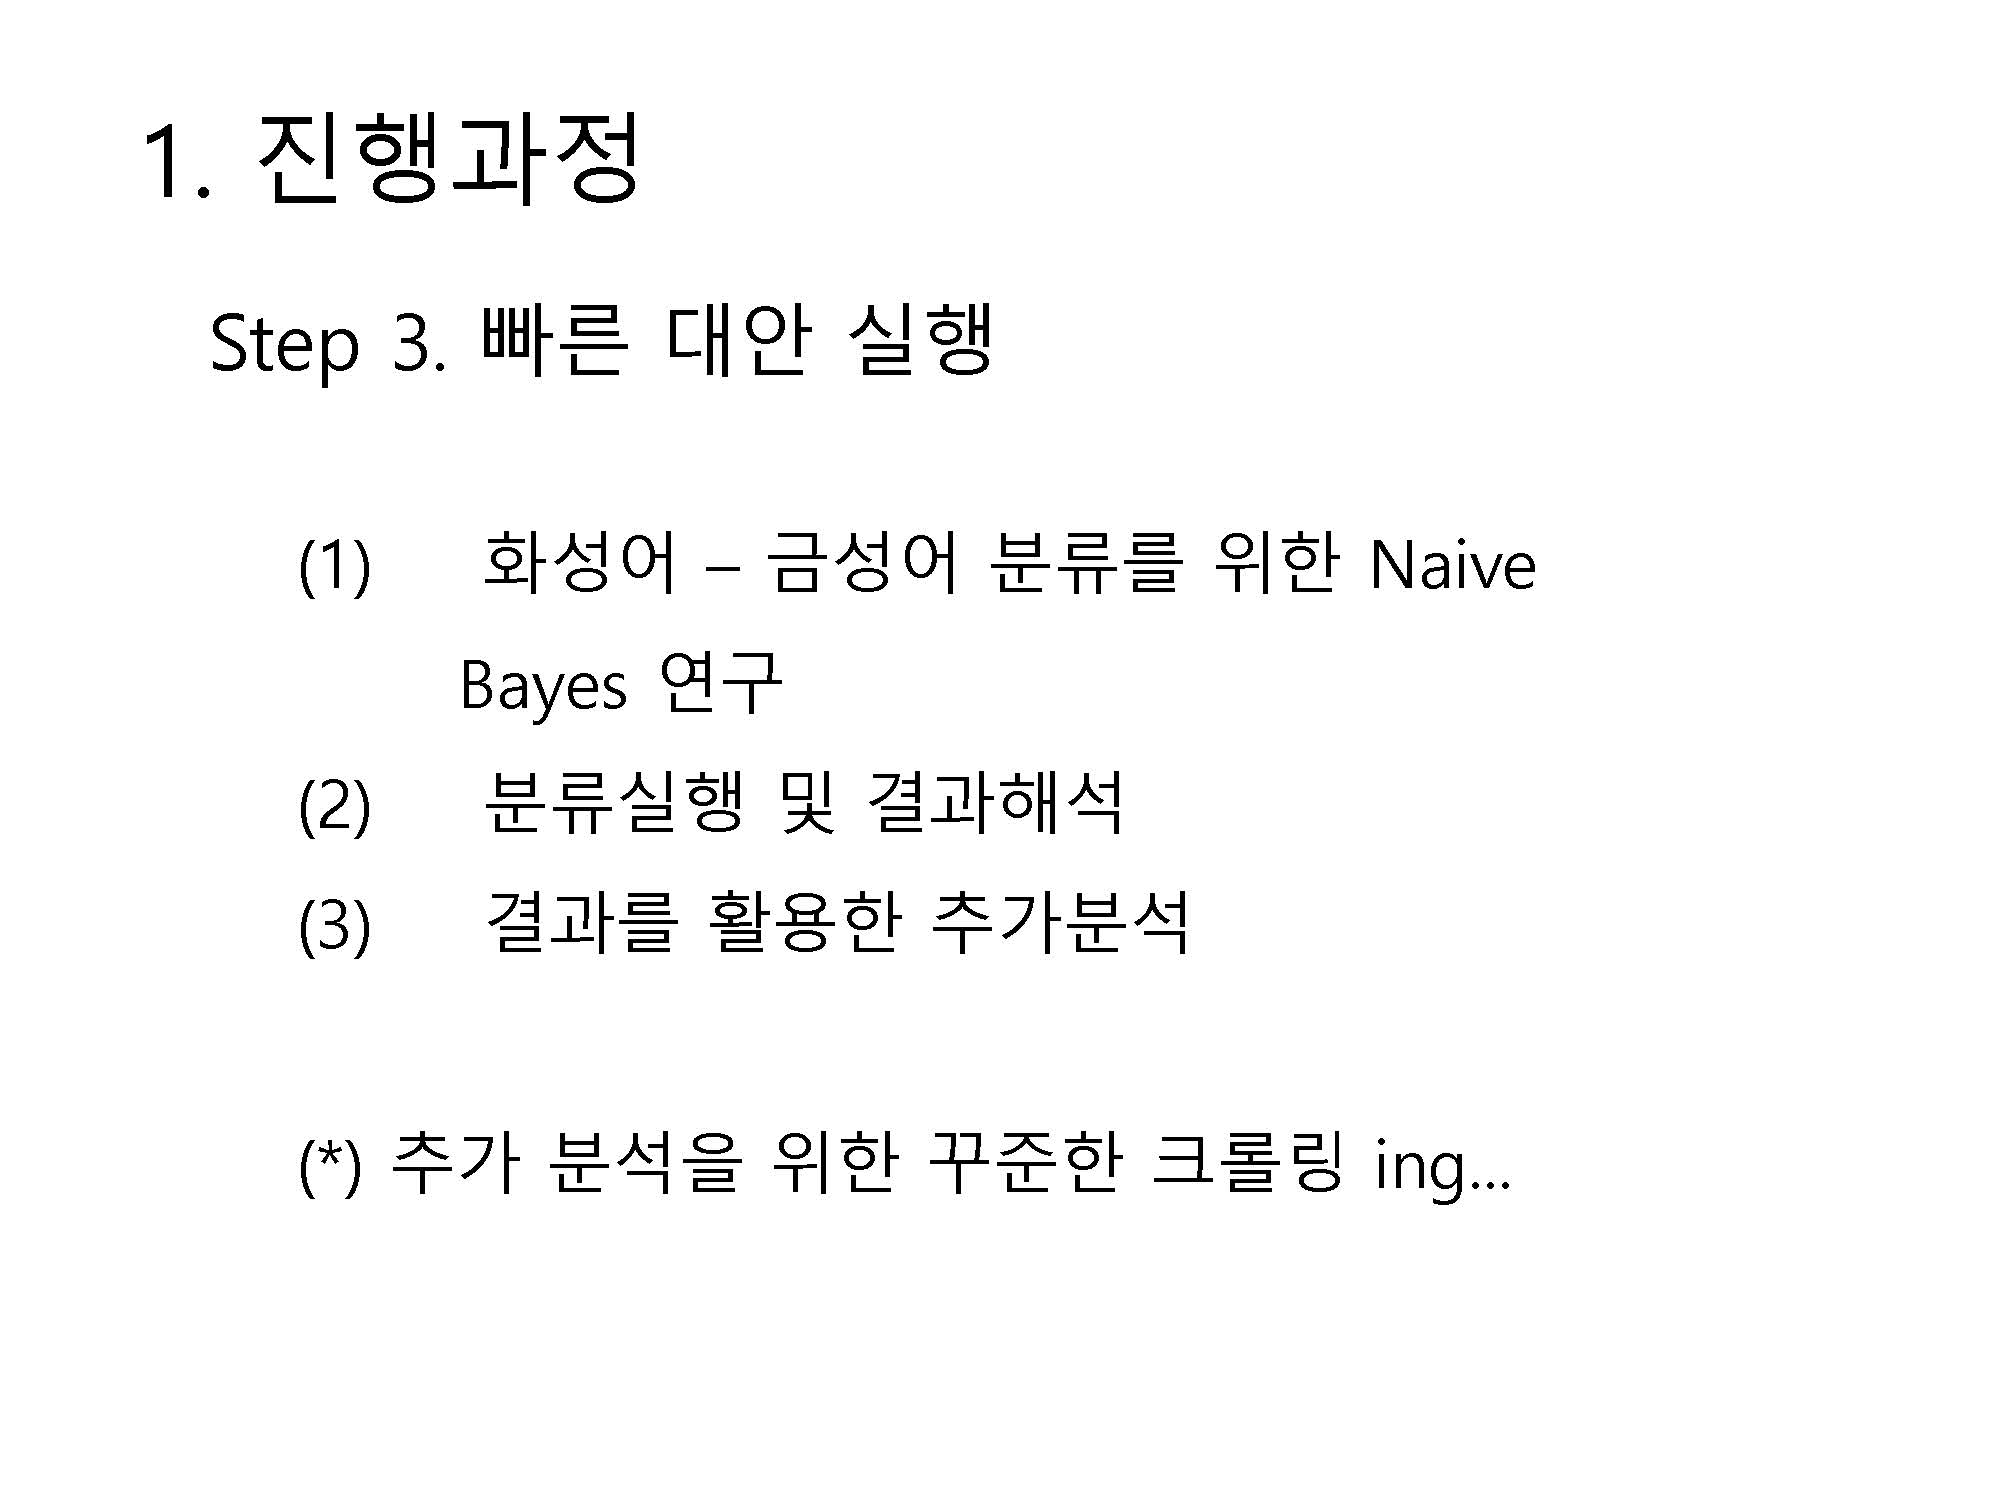 1. 진행과정
Step 3. 빠른 대안 실행
(1) 화성어 – 금성어 분류를 위한 Naive
Bayes 연구
(2) 분류실행 및 결과해석
(3) 결과를 활용한 추가분석
(*) 추가 분석을 위한 꾸준한 크롤링 ing...